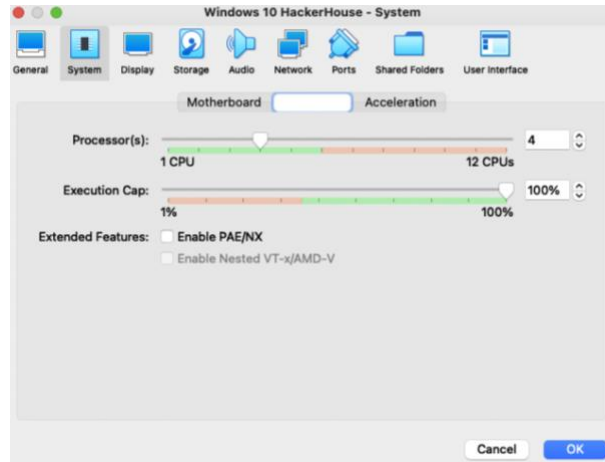 Windows 10 HackerHouse - System
General System Display Storage Audio Network Ports Shared Folders User Interface
Motherboard Acceleration
Processor(s): 4
1 CPU 12 CPUs
Execution Cap: 100%
1% 100%
Extended Features: Enable PAE/NX
Enable Nested VT-x/AMD-V
Cancel OK